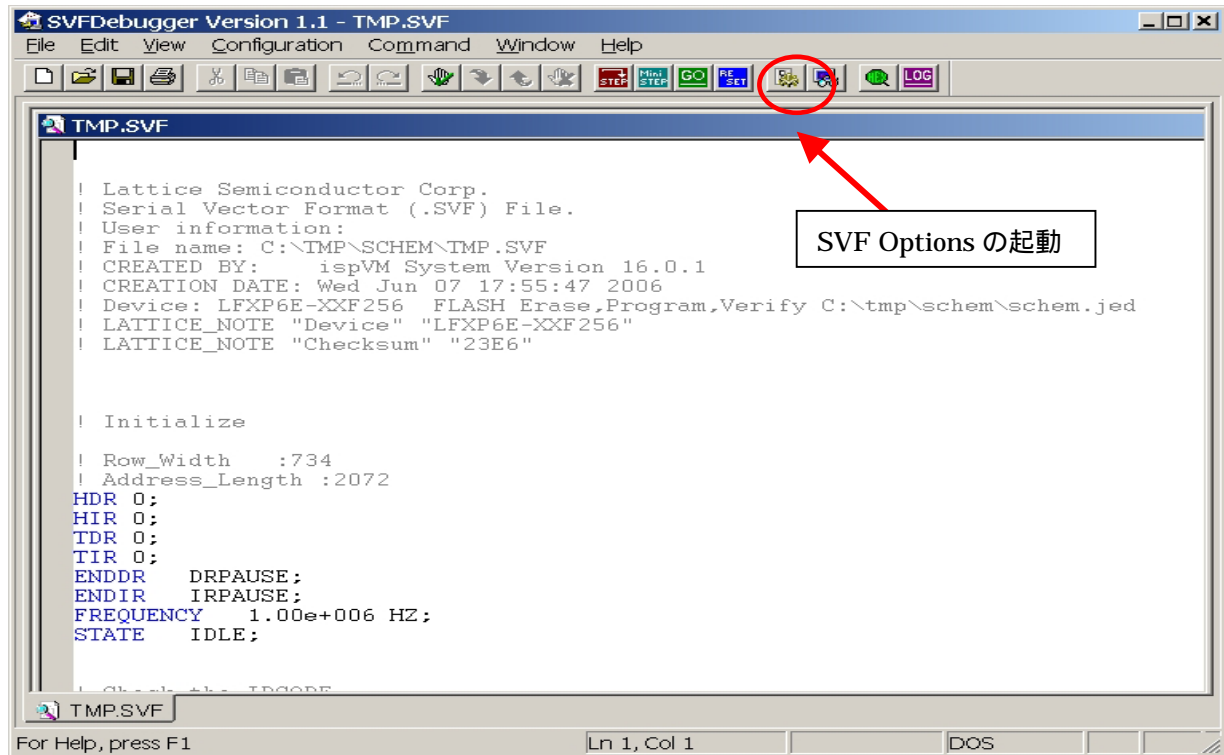 SVFDebugger Version 1.1 - TMP.SVF
File Edit View Configuration Command Window Help
STEP Mini STEP GO RE SET LOG
TMP.SVF
! Lattice Semiconductor Corp.
! Serial Vector Format (.SVF) File.
! User information:
! File name: C:\TMP\SCHEM\TMP.SVF
! CREATED BY: ispVM System Version 16.0.1
! CREATION DATE: Wed Jun 07 17:55:47 2006
! Device: LFXP6E-XXF256 FLASH Erase,Program,Verify C:\tmp\schem\schem.jed
! LATTICE_NOTE "Device" "LFXP6E-XXF256"
! LATTICE_NOTE "Checksum" "23E6"
SVF Options の起動
! Initialize
! Row_Width :734
! Address_Length :2072
HDR 0;
HIR 0;
TDR 0;
TIR 0;
ENDDR DRPAUSE;
ENDIR IRPAUSE;
FREQUENCY 1.00e+006 HZ;
STATE IDLE;
! Check the IDCODE
TMP.SVF
For Help, press F1 Ln 1, Col 1 DOS